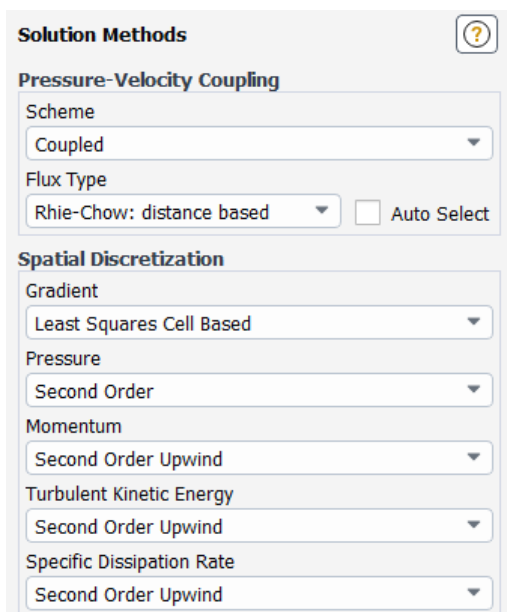 Solution Methods ?
Pressure-Velocity Coupling
Scheme
Coupled
Flux Type
Rhie-Chow: distance based Auto Select
Spatial Discretization
Gradient
Least Squares Cell Based
Pressure
Second Order
Momentum
Second Order Upwind
Turbulent Kinetic Energy
Second Order Upwind
Specific Dissipation Rate
Second Order Upwind